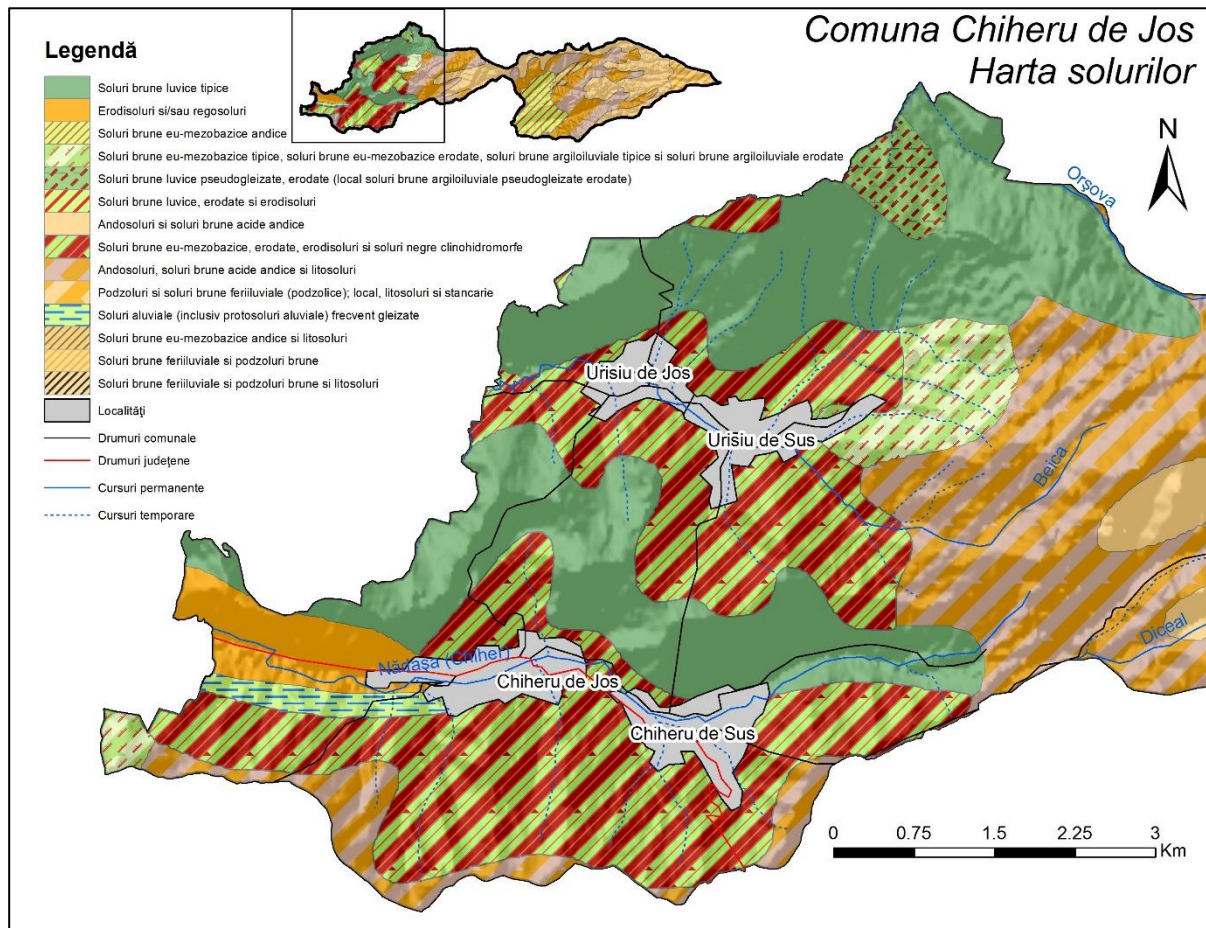 Comuna Chiheru de Jos
Harta solurilor
Legendă
Soluri brune luvice tipice
Erodisoluri si/sau regosoluri
Soluri brune eu-mezobazice andice
Soluri brune eu-mezobazice tipice, soluri brune eu-mezobazice erodate, soluri brune argiloiluviale tipice si soluri brune argiloiluviale erodate
Soluri brune luvice pseudogleizate, erodate (local soluri brune argiloiluviale pseudogleizate erodate)
Soluri brune luvice, erodate si erodisoluri
Andosoluri si soluri brune acide andice
Soluri brune eu-mezobazice, erodate, erodisoluri si soluri negre clinohidromorfe
Andosoluri, soluri brune acide andice si litosoluri
Podzoluri si soluri brune feriiluviale (podzolice); local, litosoluri si stancarie
Soluri aluviale (inclusiv protosoluri aluviale) frecvent gleizate
Soluri brune eu-mezobazice andice si litosoluri
Soluri brune feriiluviale si podzoluri brune
Soluri brune feriiluviale si podzoluri brune si litosoluri
Localităţi
Drumuri comunale
Drumuri judeţene
Cursuri permanente
Cursuri temporare
N
Orşova
Urisiu de Jos
Urisiu de Sus
Beica
Diceal
Nădaşa (Chiher)
Chiheru de Jos
Chiheru de Sus
0 0.75 1.5 2.25 3
Km